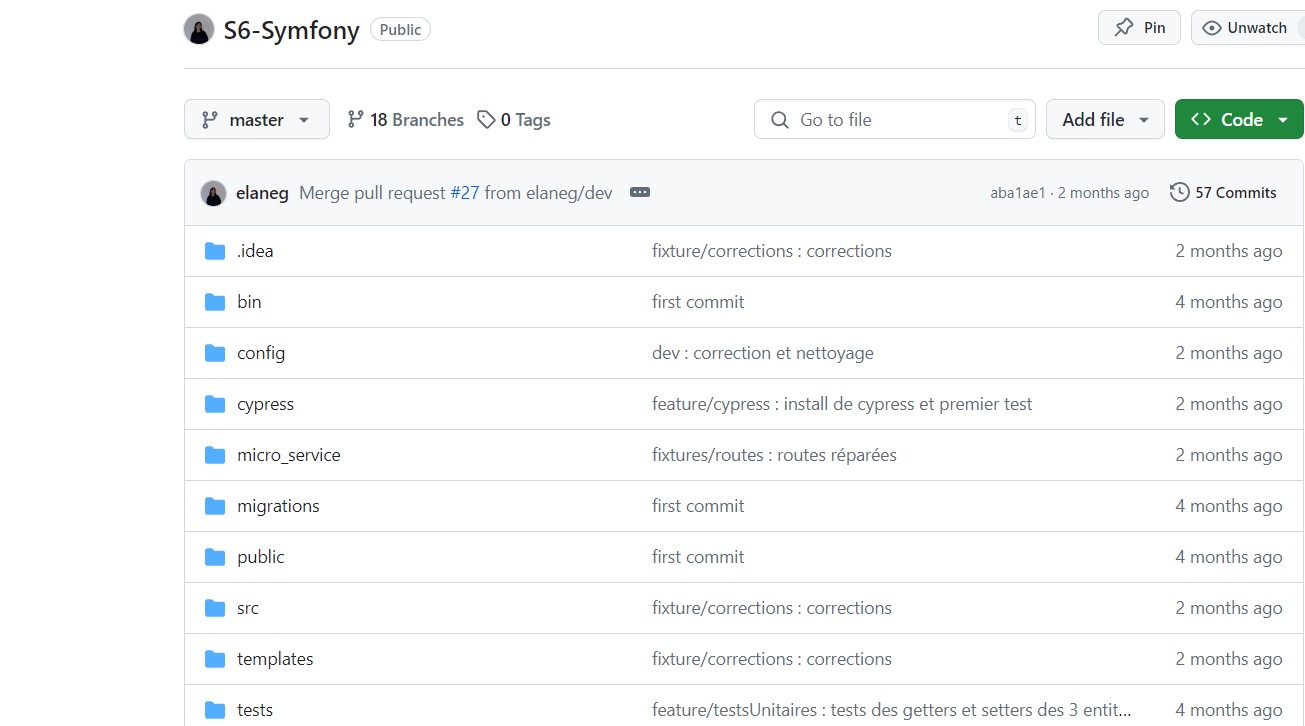 S6-Symfony Public Pin Unwatch
master 18 Branches 0 Tags Go to file t Add file Code
elaneg Merge pull request #27 from elaneg/dev aba1ae1 · 2 months ago 57 Commits
.idea fixture/corrections : corrections 2 months ago
bin first commit 4 months ago
config dev : correction et nettoyage 2 months ago
cypress feature/cypress : install de cypress et premier test 2 months ago
micro_service fixtures/routes : routes réparées 2 months ago
migrations first commit 4 months ago
public first commit 4 months ago
src fixture/corrections : corrections 2 months ago
templates fixture/corrections : corrections 2 months ago
tests feature/testsUnitaires : tests des getters et setters des 3 entit... 4 months ago